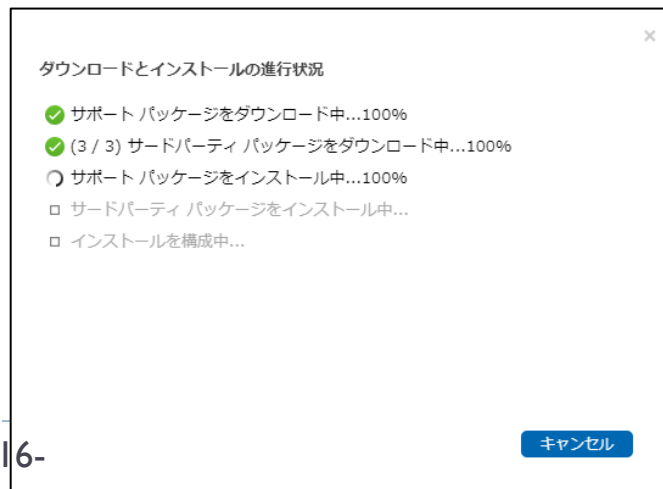 ×
ダウンロードとインストールの進行状況
サポート パッケージをダウンロード中...100%
(3 / 3) サードパーティ パッケージをダウンロード中...100%
サポート パッケージをインストール中...100%
サードパーティ パッケージをインストール中...
インストールを構成中...
キャンセル
16-